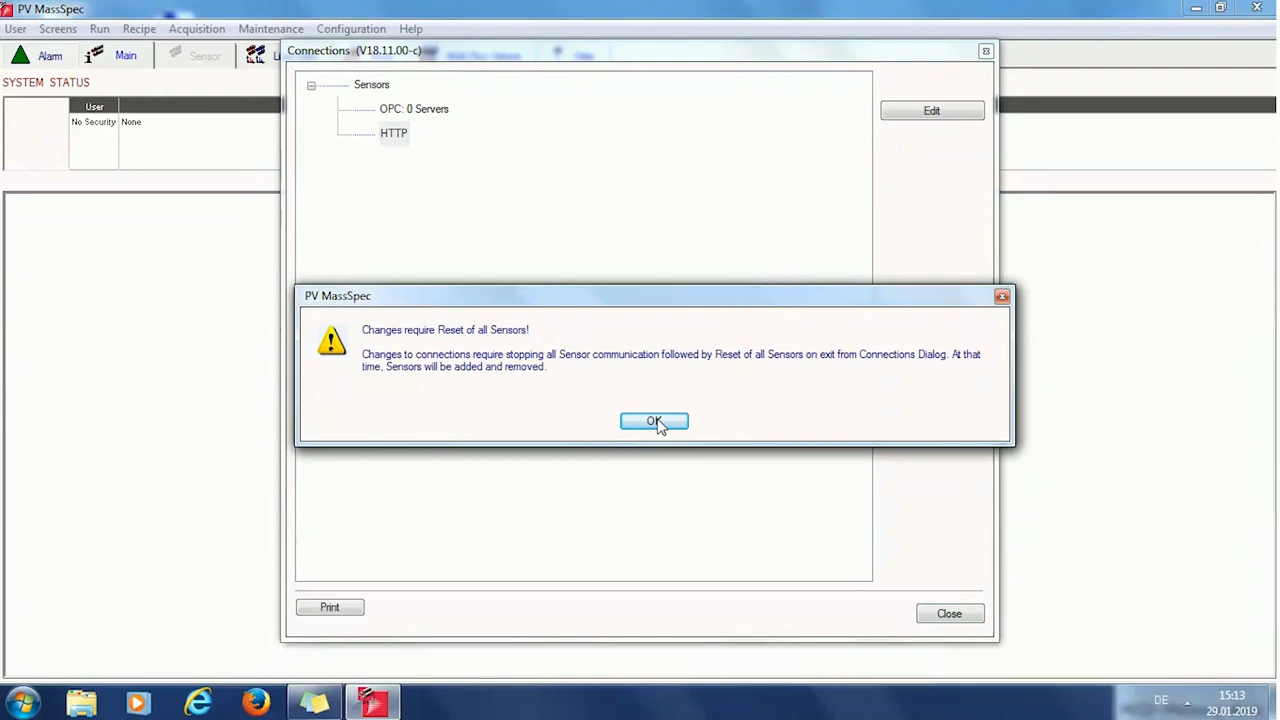 PV MassSpec
User Screens Run Recipe Acquisition Maintenance Configuration Help
Alarm Main Sensor
SYSTEM STATUS
User
No Security None
Connections (V18.11.00-c)
Sensors
OPC: 0 Servers
HTTP
Edit
PV MassSpec
Changes require Reset of all Sensors!
Changes to connections require stopping all Sensor communication followed by Reset of all Sensors on exit from Connections Dialog. At that
time, Sensors will be added and removed.
OK
Print
Close
DE
15:13
29.01.2019